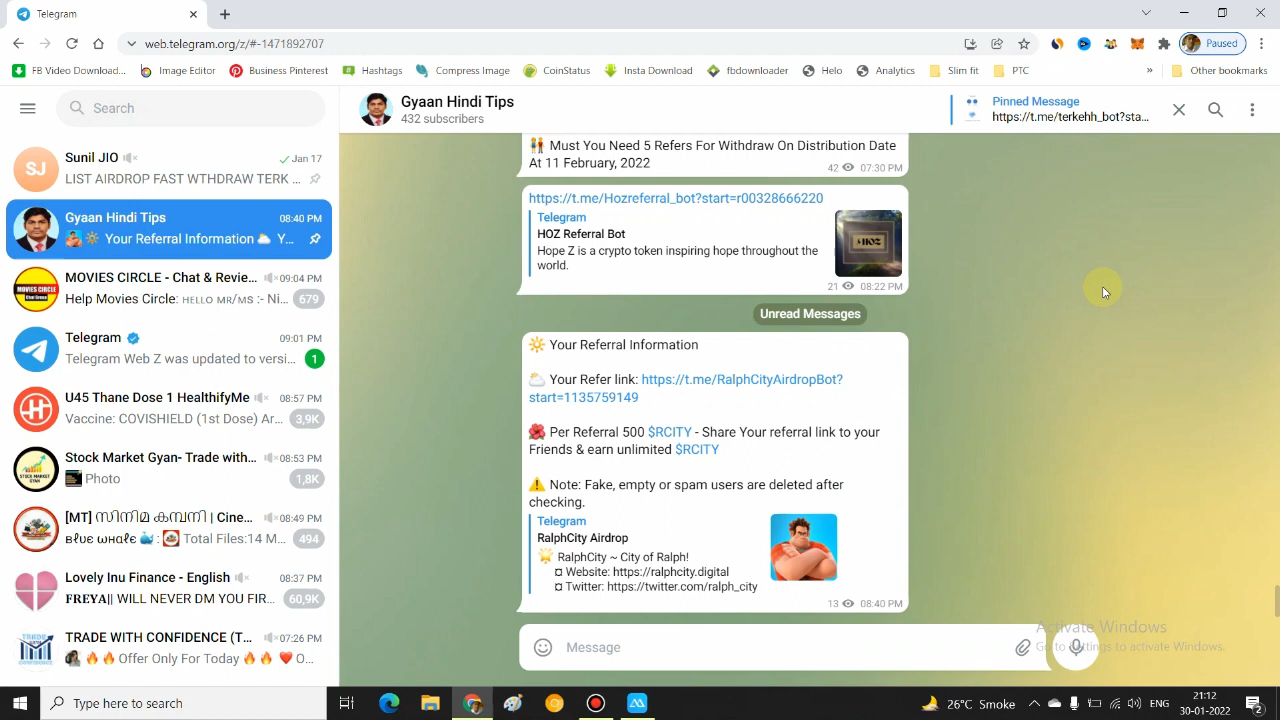 Telegram
web.telegram.org/z/#-1471892707
Paused
FB Video Download...
Image Editor
Business Pinterest
Hashtags
Compress Image
CoinStatus
Insta Download
fbdownloader
Helo
Analytics
Slim fit
PTC
»
Other bookmarks
Search
Gyaan Hindi Tips
432 subscribers
Pinned Message
https://t.me/terkehh_bot?sta...
SJ
Sunil JIO
Jan 17
LIST AIRDROP FAST WTHDRAW TERK ...
Gyaan Hindi Tips
08:40 PM
Your Referral Information Y...
MOVIES CIRCLE - Chat & Revie...
09:04 PM
Help Movies Circle: ʜᴇʟʟᴏ ᴍʀ/ᴍs :- Ni...
679
Telegram
09:01 PM
Telegram Web Z was updated to versi...
1
U45 Thane Dose 1 HealthifyMe
08:57 PM
Vaccine: COVISHIELD (1st Dose) Ar...
3,9K
Stock Market Gyan- Trade with...
08:53 PM
Photo
1,8K
[MT] സിനിമ കമ്പനി | Cine...
08:49 PM
Total Files:14 M...
494
Lovely Inu Finance - English
08:37 PM
𝐅𝐑𝐄𝐘𝐀|| WILL NEVER DM YOU FIR...
60,9K
TRADE WITH CONFIDENCE (T...
07:26 PM
Offer Only For Today O...
Must You Need 5 Refers For Withdraw On Distribution Date
At 11 February, 2022
42 07:30 PM
https://t.me/Hozreferral_bot?start=r00328666220
Telegram
HOZ Referral Bot
Hope Z is a crypto token inspiring hope throughout the
world.
HOZ
21 08:22 PM
Unread Messages
Your Referral Information
Your Refer link: https://t.me/RalphCityAirdropBot?
start=1135759149
Per Referral 500 $RCITY - Share Your referral link to your
Friends & earn unlimited $RCITY
Note: Fake, empty or spam users are deleted after
checking.
Telegram
RalphCity Airdrop
RalphCity ~ City of Ralph!
¤ Website: https://ralphcity.digital
¤ Twitter: https://twitter.com/ralph_city
13 08:40 PM
Message
Activate Windows
Go to Settings to activate Windows.
Type here to search
26°C Smoke
ENG
21:12
30-01-2022
2